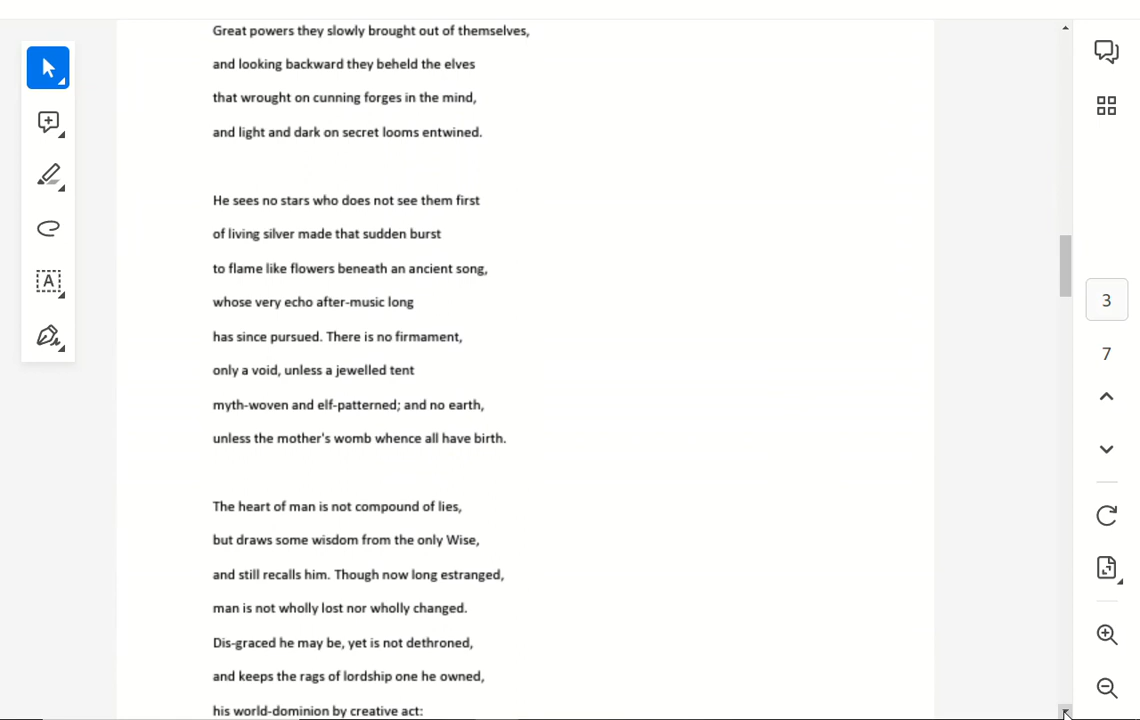 Great powers they slowly brought out of themselves,
and looking backward they beheld the elves
that wrought on cunning forges in the mind,
and light and dark on secret looms entwined.
He sees no stars who does not see them first
of living silver made that sudden burst
to flame like flowers beneath an ancient song,
whose very echo after-music long
has since pursued. There is no firmament,
only a void, unless a jewelled tent
myth-woven and elf-patterned; and no earth,
unless the mother's womb whence all have birth.
The heart of man is not compound of lies,
but draws some wisdom from the only Wise,
and still recalls him. Though now long estranged,
man is not wholly lost nor wholly changed.
Dis-graced he may be, yet is not dethroned,
and keeps the rags of lordship one he owned,
his world-dominion by creative act:
A
3
7